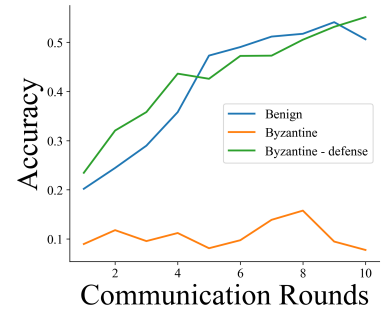 Accuracy
0.5
0.4
0.3
0.2
0.1
Benign
Byzantine
Byzantine - defense
2 4 6 8 10
Communication Rounds